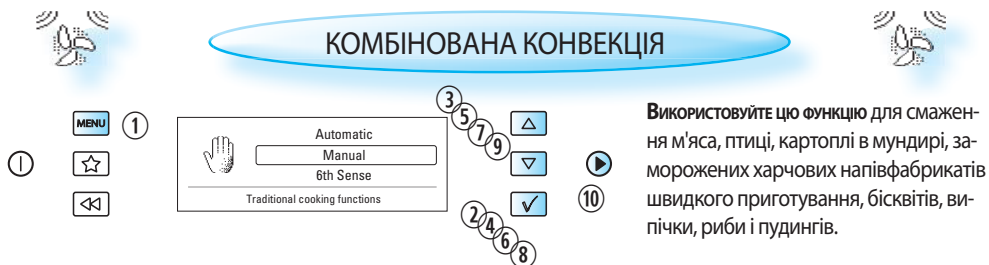 КОМБІНОВАНА КОНВЕКЦІЯ
MENU
①
③
⑤
⑦
⑨
Automatic
Manual
6th Sense
Traditional cooking functions
②
④
⑥
⑧
⑩
ВИКОРИСТОВУЙТЕ ЦЮ ФУНКЦІЮ для смажен-
ня м'яса, птиці, картоплі в мундирі, за-
морожених харчових напівфабрикатів
швидкого приготування, бісквітів, ви-
пічки, риби і пудингів.